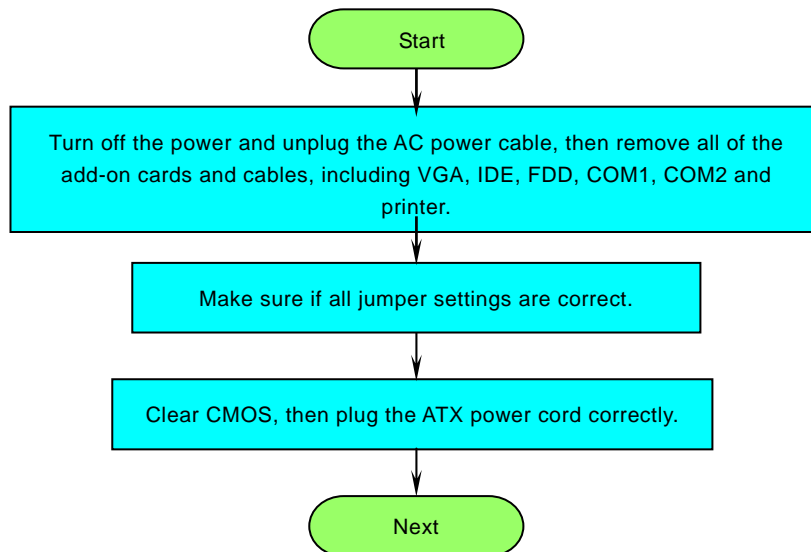 Start
Turn off the power and unplug the AC power cable, then remove all of the
add-on cards and cables, including VGA, IDE, FDD, COM1, COM2 and
printer.
Make sure if all jumper settings are correct.
Clear CMOS, then plug the ATX power cord correctly.
Next